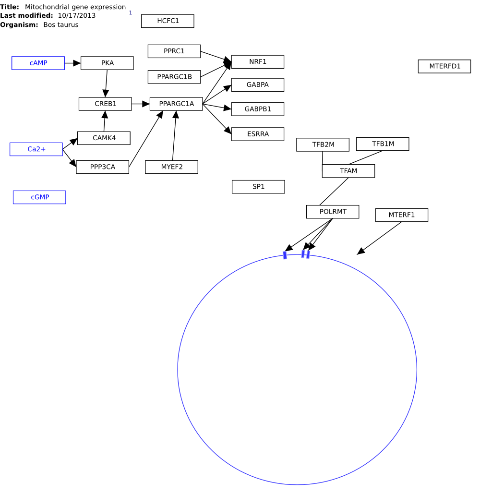 Title: Mitochondrial gene expression
Last modified: 10/17/2013
Organism: Bos taurus
1
HCFC1
PPRC1
cAMP
PKA
NRF1
MTERFD1
PPARGC1B
GABPA
CREB1
PPARGC1A
GABPB1
ESRRA
CAMK4
Ca2+
TFB2M
TFB1M
PPP3CA
MYEF2
TFAM
SP1
cGMP
POLRMT
MTERF1